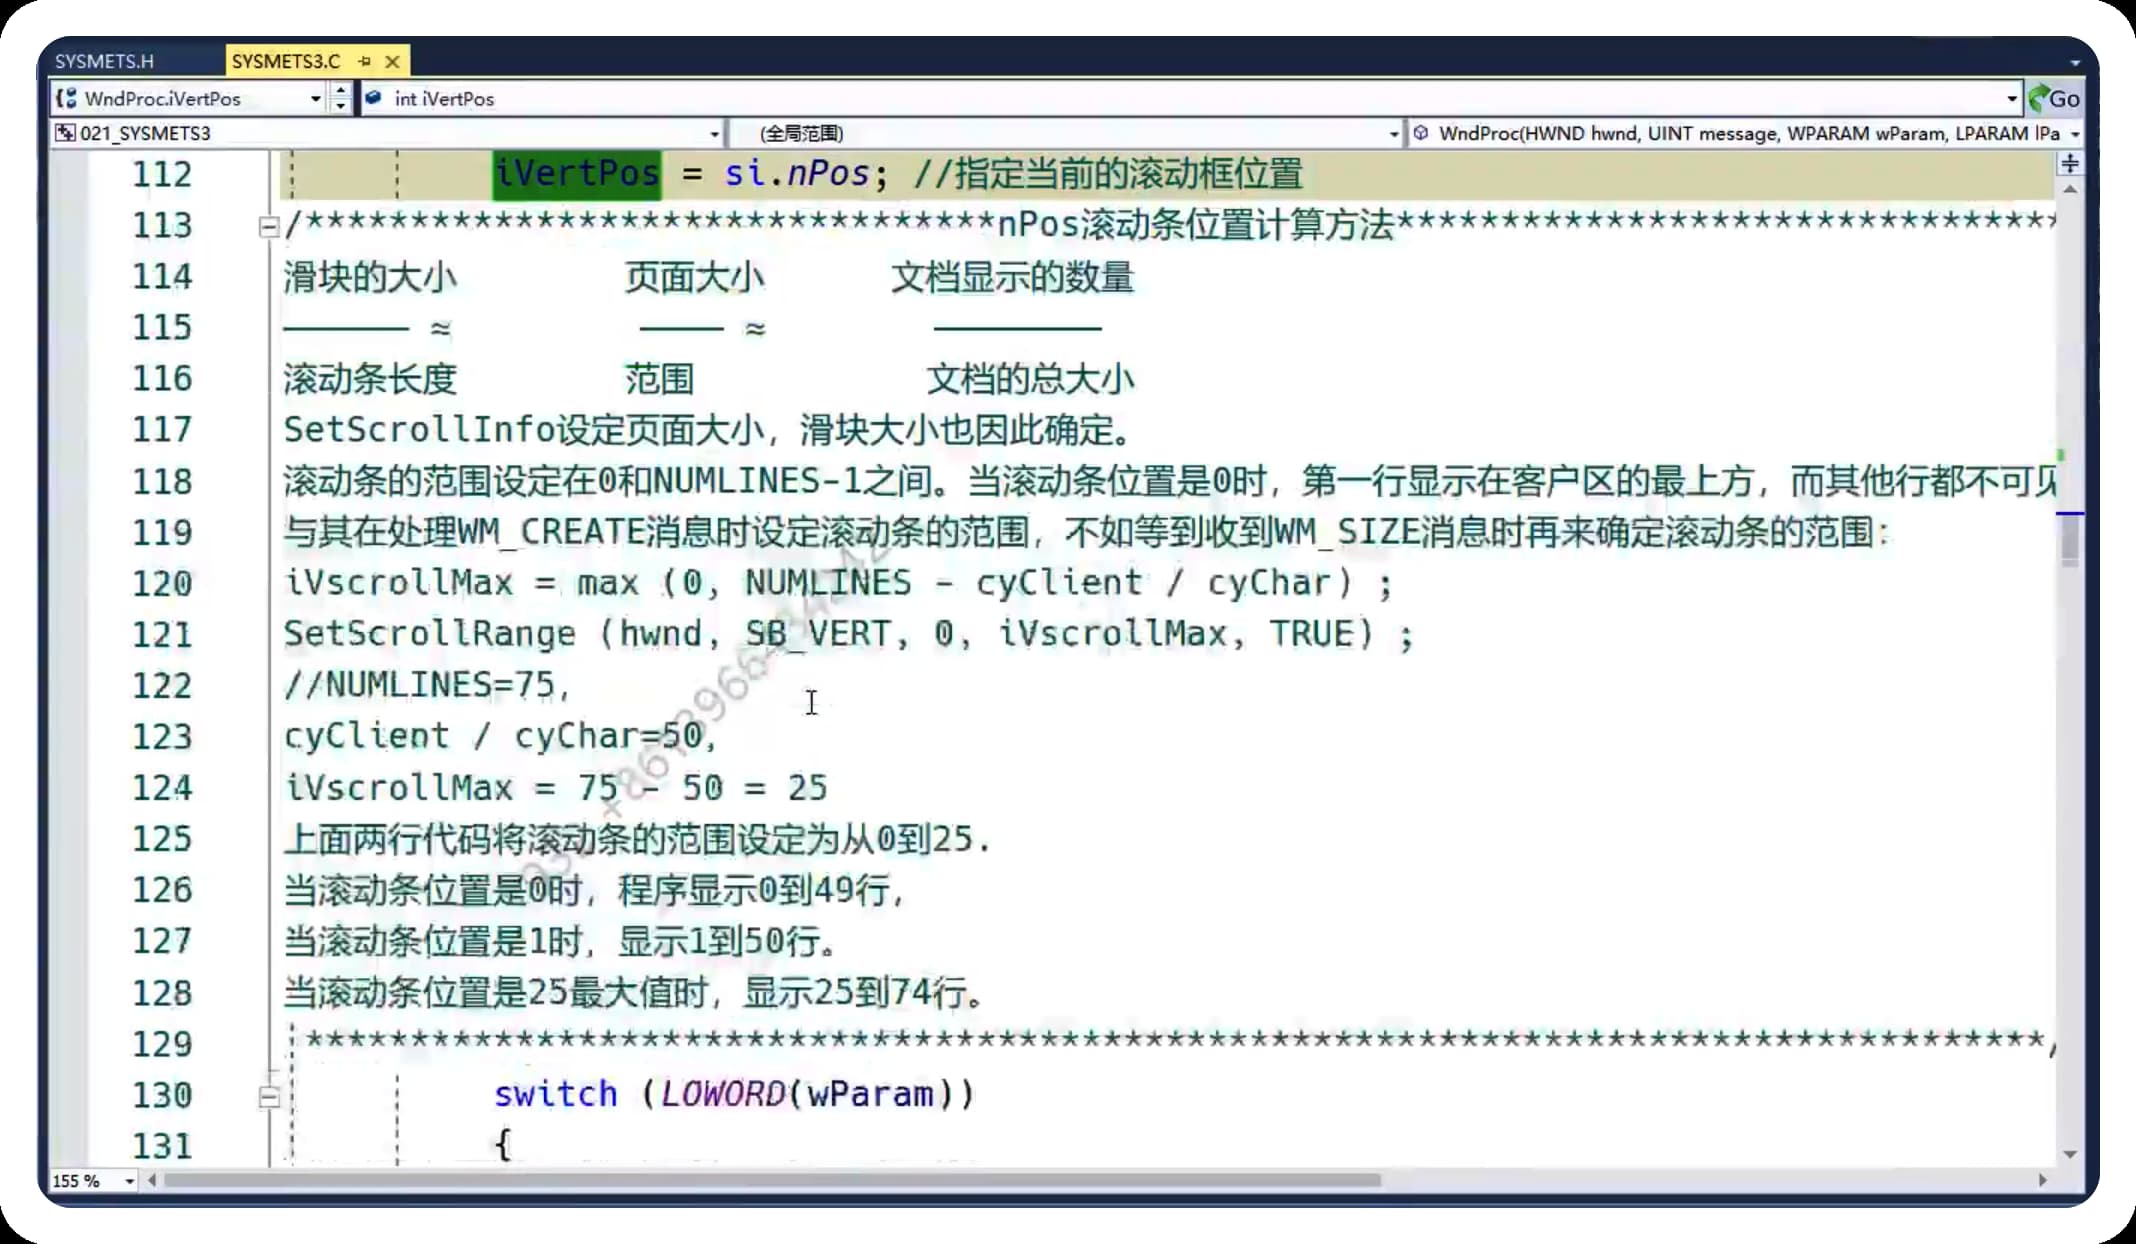 SYSMETS.H SYSMETS3.C
WndProc.iVertPos int iVertPos Go
021_SYSMETS3 (全局范围) WndProc(HWND hwnd, UINT message, WPARAM wParam, LPARAM lPa
112 iVertPos = si.nPos; //指定当前的滚动框位置
113 /*********************************nPos滚动条位置计算方法********************************
114 滑块的大小 页面大小 文档显示的数量
115 —————— ≈ ———— ≈ ————————
116 滚动条长度 范围 文档的总大小
117 SetScrollInfo设定页面大小，滑块大小也因此确定。
118 滚动条的范围设定在0和NUMLINES-1之间。当滚动条位置是0时，第一行显示在客户区的最上方，而其他行都不可见
119 与其在处理WM_CREATE消息时设定滚动条的范围，不如等到收到WM_SIZE消息时再来确定滚动条的范围：
120 iVscrollMax = max (0, NUMLINES - cyClient / cyChar) ;
121 SetScrollRange (hwnd, SB_VERT, 0, iVscrollMax, TRUE) ;
122 //NUMLINES=75,
123 cyClient / cyChar=50,
124 iVscrollMax = 75 - 50 = 25
125 上面两行代码将滚动条的范围设定为从0到25.
126 当滚动条位置是0时，程序显示0到49行，
127 当滚动条位置是1时，显示1到50行。
128 当滚动条位置是25最大值时，显示25到74行。
129 ***********************************************************************************/
130 switch (LOWORD(wParam))
131 {
155 %